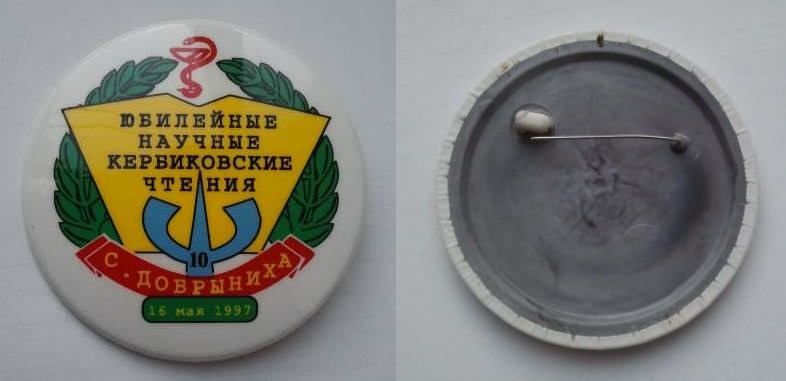 ЮБИЛЕЙНЫЕ
НАУЧНЫЕ
КЕРБИКОВСКИЕ
ЧТЕНИЯ
10
С. ДОБРЫНИХА
16 мая 1997